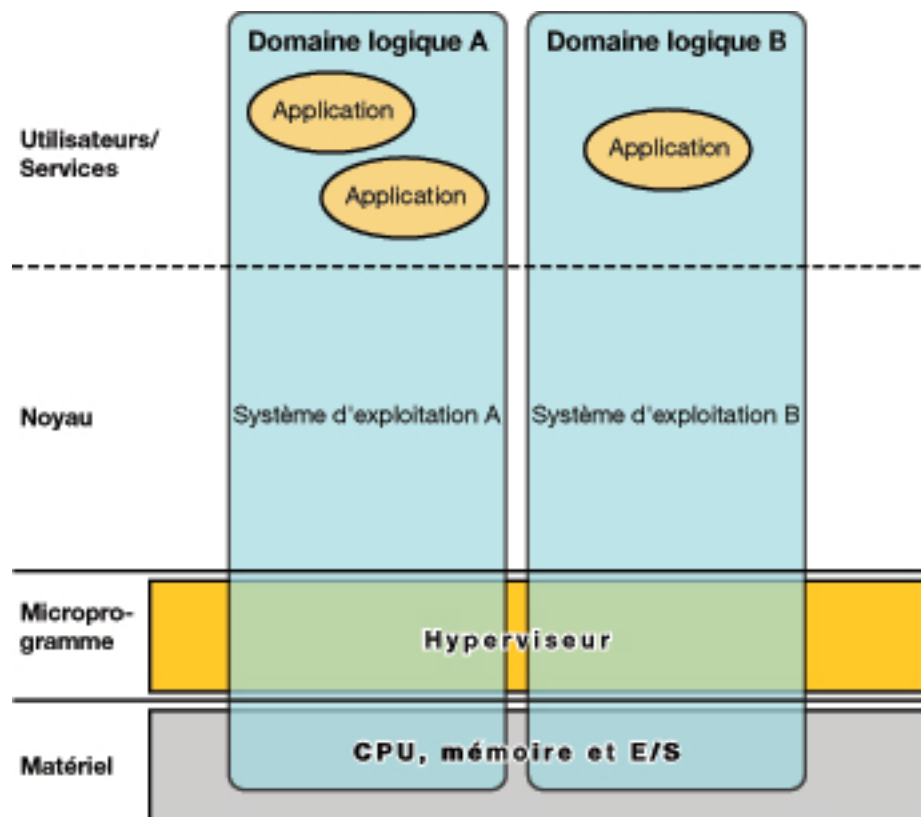 Domaine logique A
Domaine logique B
Application
Application
Application
Utilisateurs/
Services
Noyau
Système d'exploitation A
Système d'exploitation B
Micropro-
gramme
Hyperviseur
Matériel
CPU, mémoire et E/S